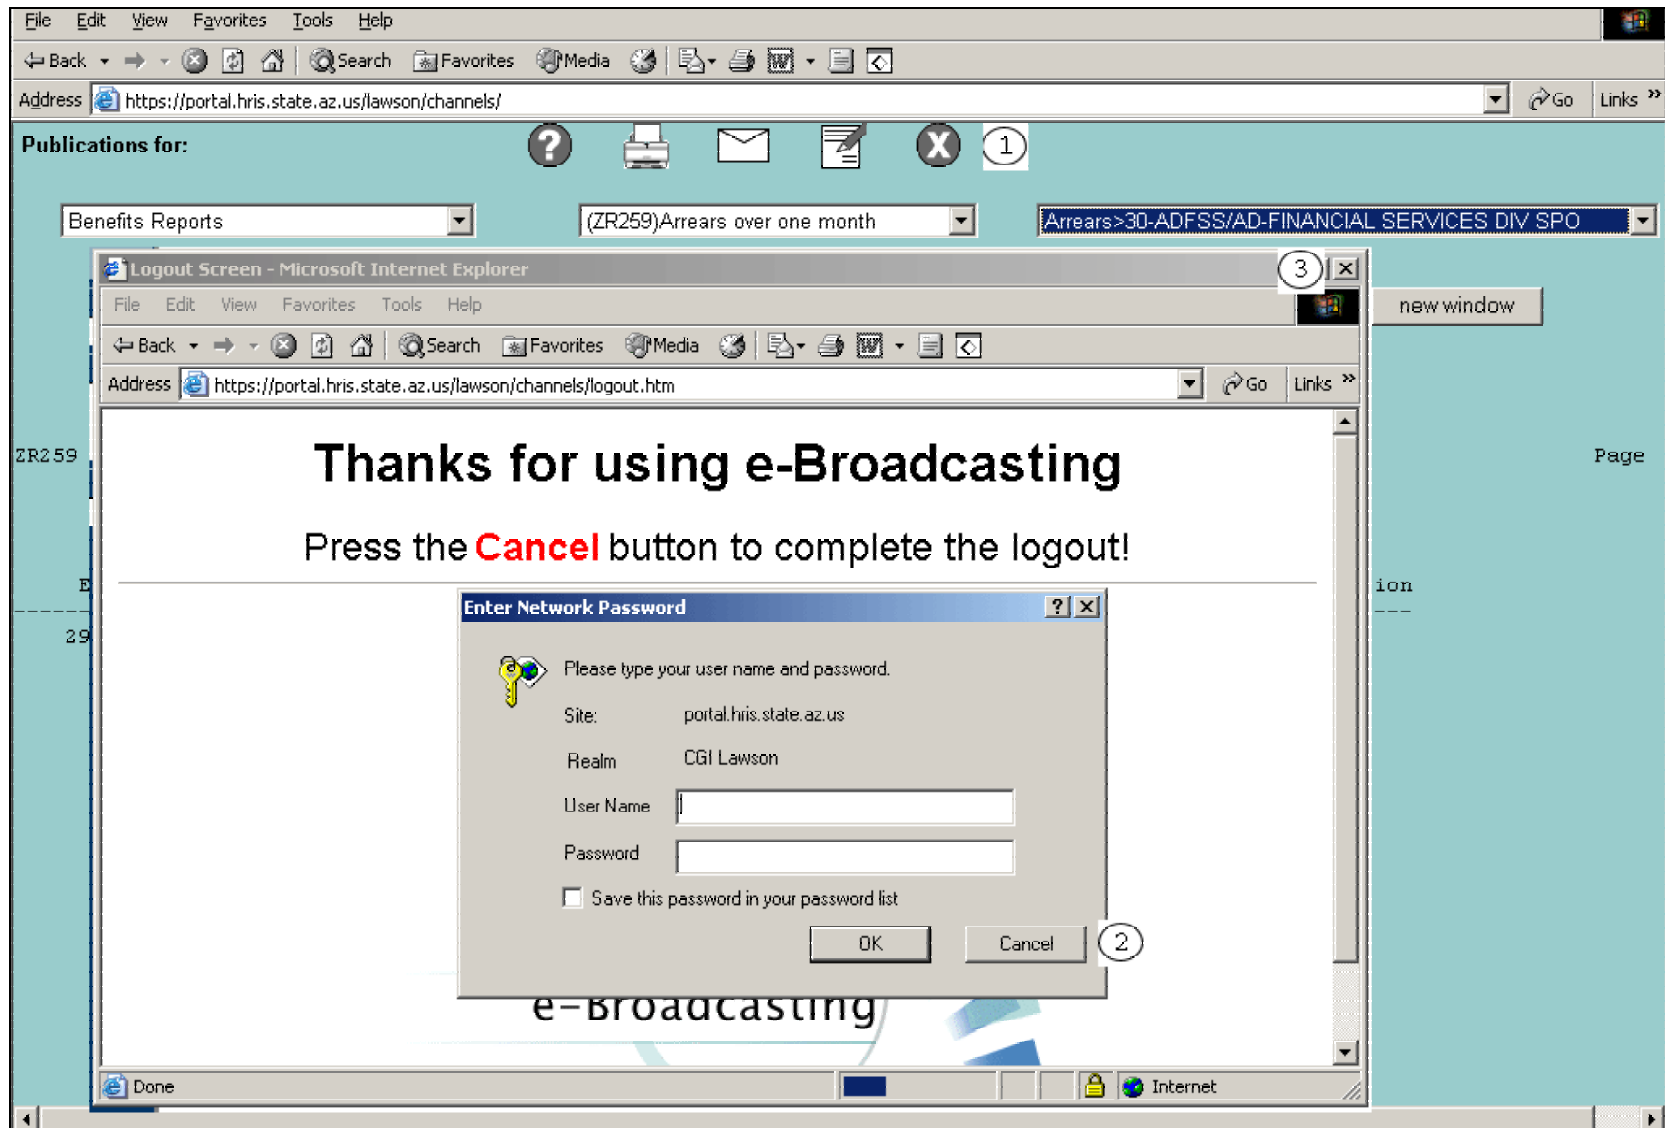 File Edit View Favorites Tools Help
Back Search Favorites Media
Address https://portal.hris.state.az.us/lawson/channels/ Go Links »
Publications for: 1
Benefits Reports (ZR259)Arrears over one month Arrears>30-ADFSS/AD-FINANCIAL SERVICES DIV SPO
Logout Screen - Microsoft Internet Explorer 3
File Edit View Favorites Tools Help new window
Back Search Favorites Media
Address https://portal.hris.state.az.us/lawson/channels/logout.htm Go Links »
ZR259 Thanks for using e-Broadcasting Page
Press the Cancel button to complete the logout!
E ion
Enter Network Password
29
Please type your user name and password.
Site: portal.hris.state.az.us
Realm CGI Lawson
User Name
Password
Save this password in your password list
OK Cancel 2
e-Broadcasting
Done Internet